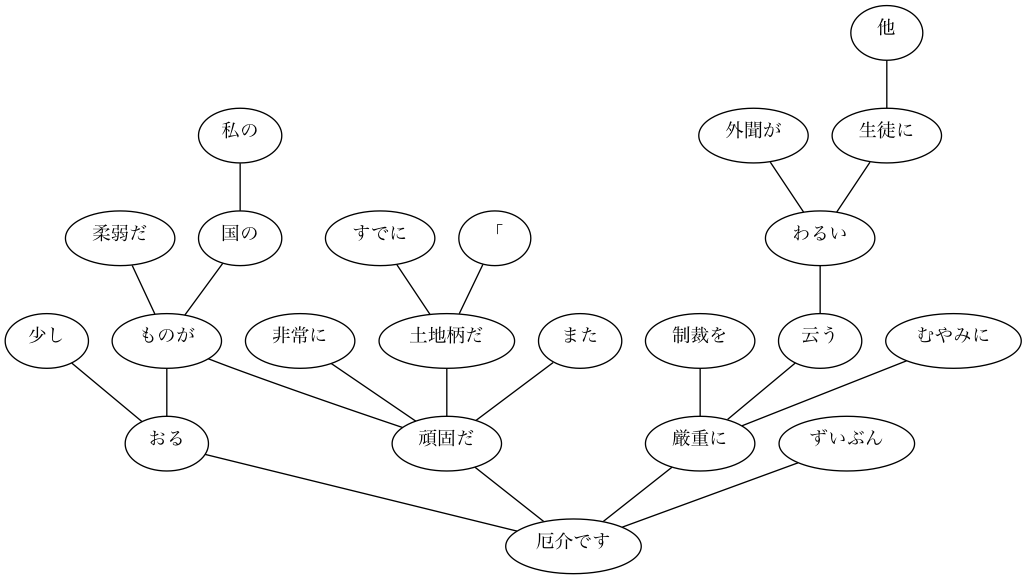 他
私の
外聞が
生徒に
柔弱だ
国の
すでに
「
わるい
少し
ものが
非常に
土地柄だ
また
制裁を
云う
むやみに
おる
頑固だ
厳重に
ずいぶん
厄介です